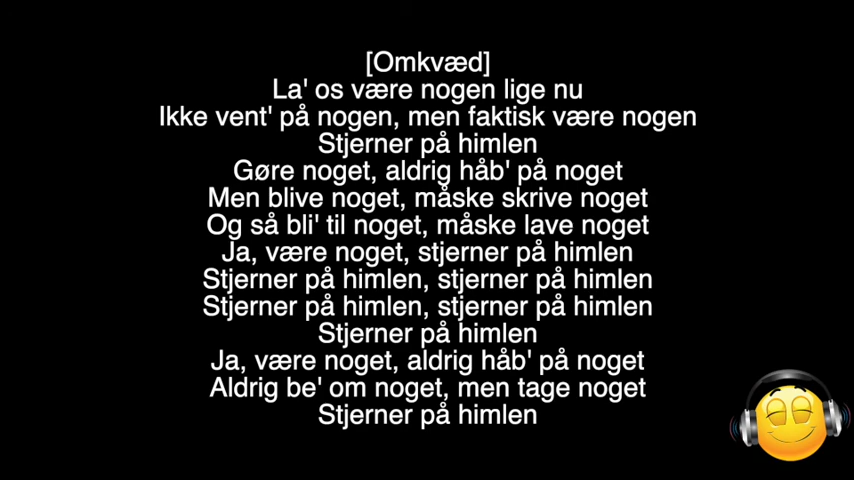 [Omkvæd]
La' os være nogen lige nu
Ikke vent' på nogen, men faktisk være nogen
Stjerner på himlen
Gøre noget, aldrig håb' på noget
Men blive noget, måske skrive noget
Og så bli' til noget, måske lave noget
Ja, være noget, stjerner på himlen
Stjerner på himlen, stjerner på himlen
Stjerner på himlen, stjerner på himlen
Stjerner på himlen
Ja, være noget, aldrig håb' på noget
Aldrig be' om noget, men tage noget
Stjerner på himlen